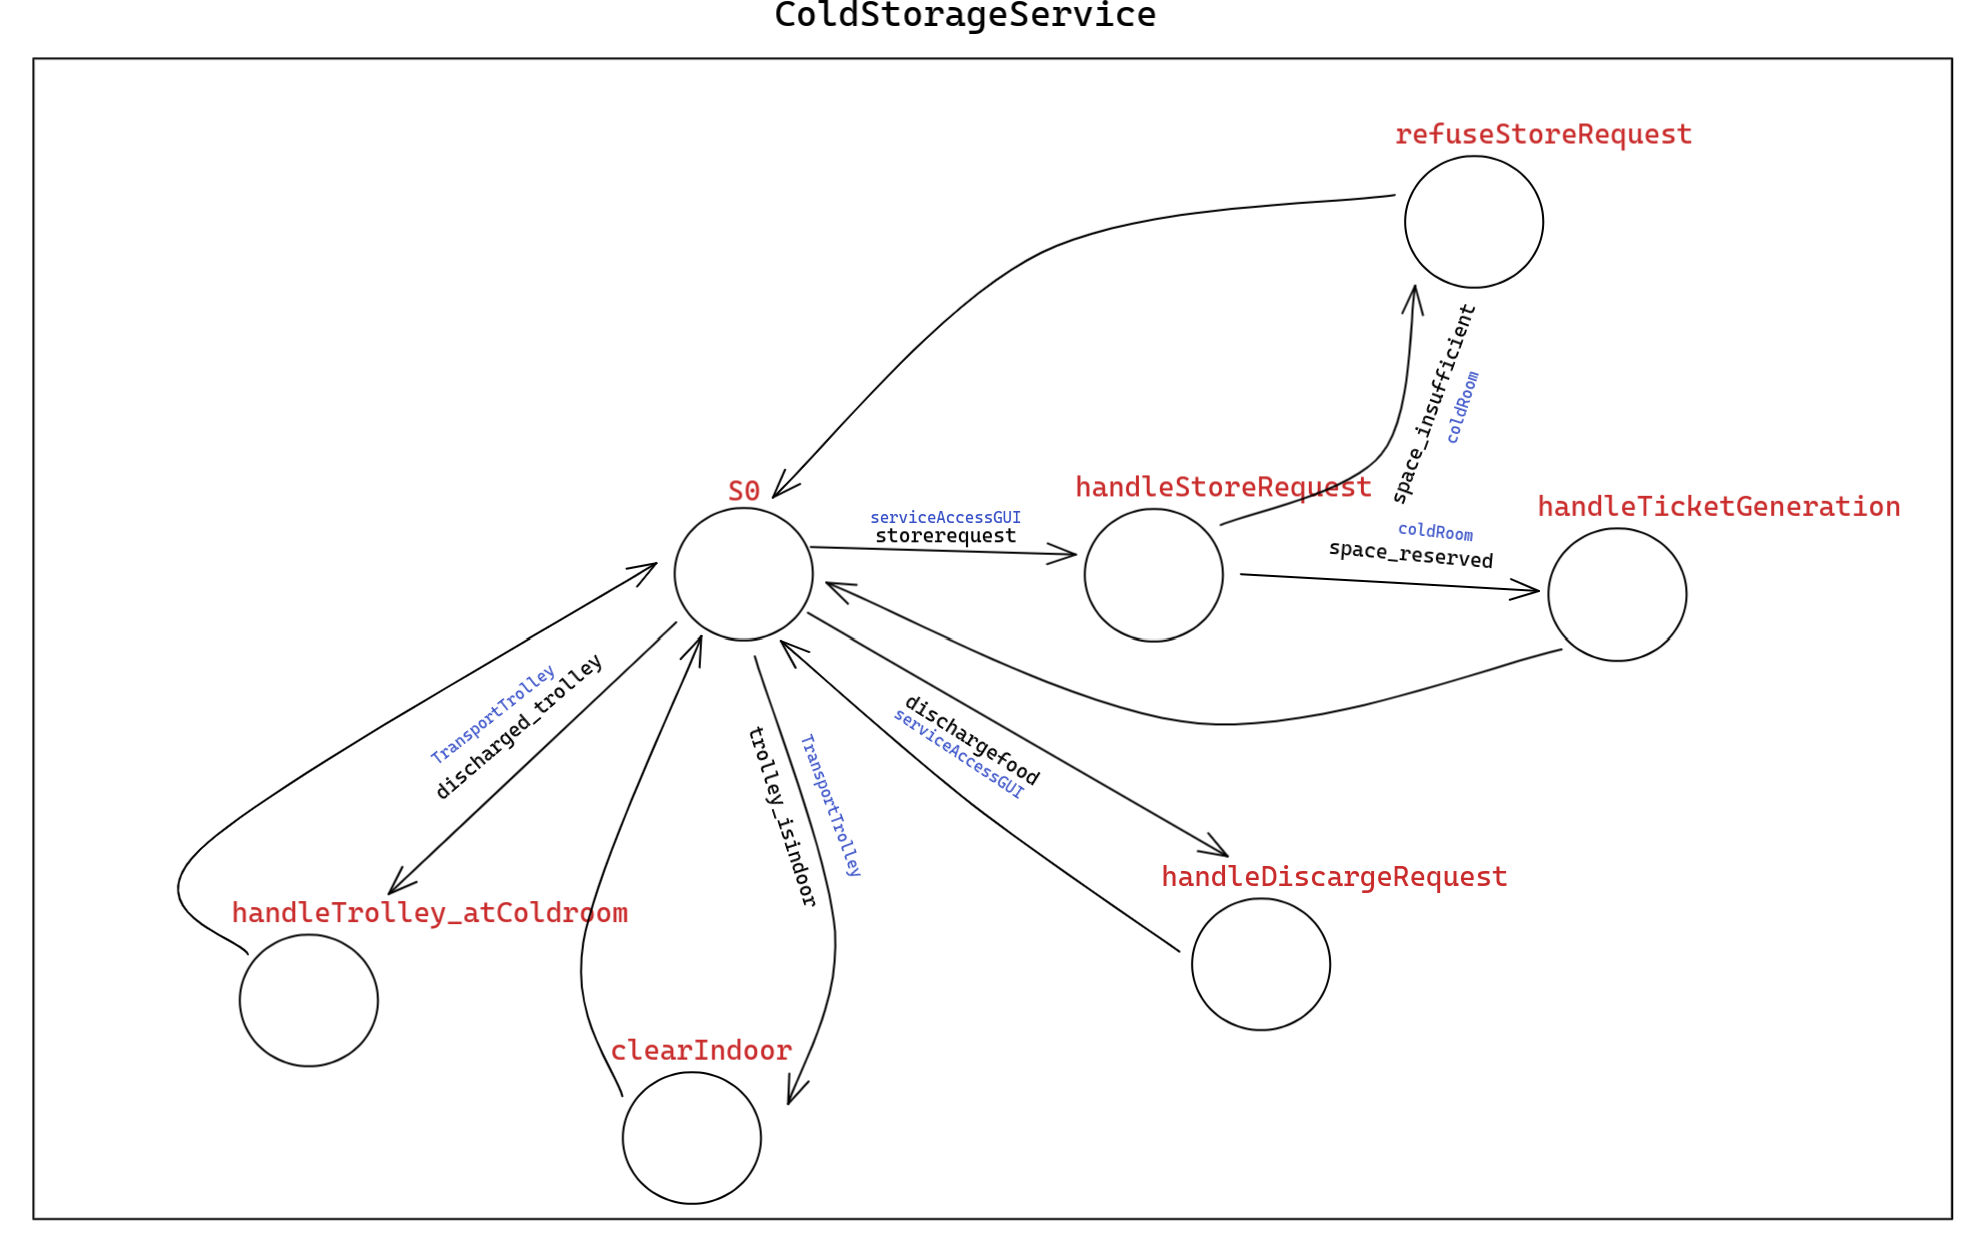 ColdStorageService
refuseStoreRequest
space_insufficient
coldRoom
S0
serviceAccessGUI
storerequest
handleStoreRequest
coldRoom
space_reserved
handleTicketGeneration
TransportTrolley
discharged_trolley
trolley_isindoor
TransportTrolley
dischargefood
serviceAccessGUI
handleDiscargeRequest
handleTrolley_atColdroom
clearIndoor